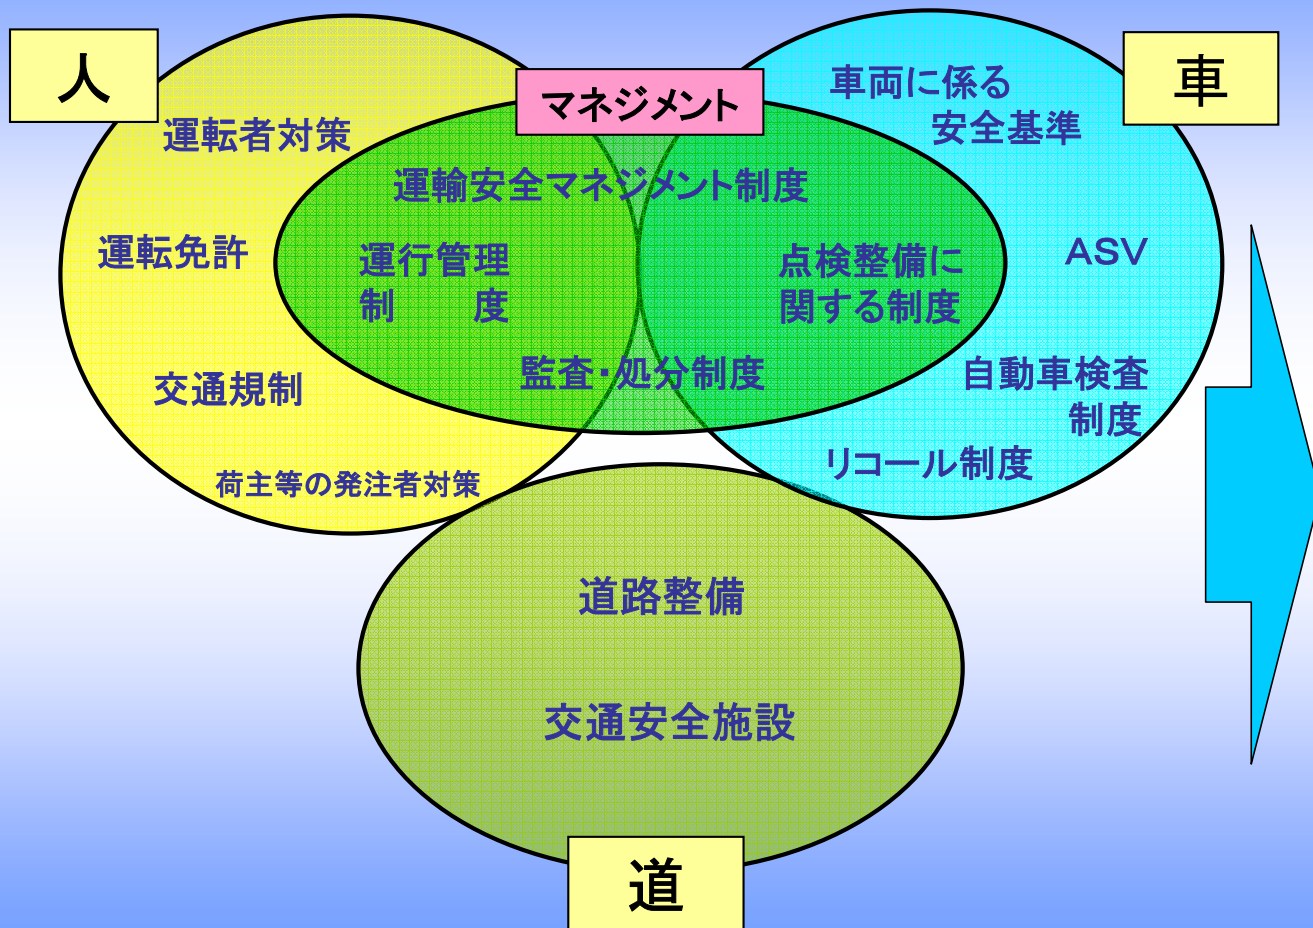 人
車
マネジメント
車両に係る
安全基準
運転者対策
運輸安全マネジメント制度
運転免許
運行管理
制　　度
点検整備に
関する制度
ＡＳＶ
監査・処分制度
交通規制
自動車検査
制度
リコール制度
荷主等の発注者対策
道路整備
交通安全施設
道